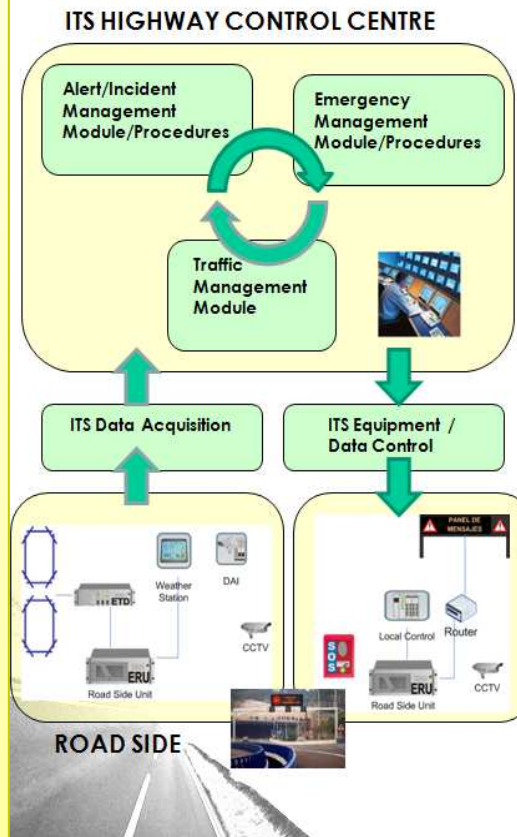 ITS HIGHWAY CONTROL CENTRE
Alert/Incident
Management
Module/Procedures
Emergency
Management
Module/Procedures
Traffic
Management
Module
ITS Data Acquisition
ITS Equipment /
Data Control
ETD
Weather
Station
DAI
CCTV
ERU
Road Side Unit
PANEL DE
MENSAJES
Local Control
Router
SOS
ERU
Road Side Unit
CCTV
ROAD SIDE